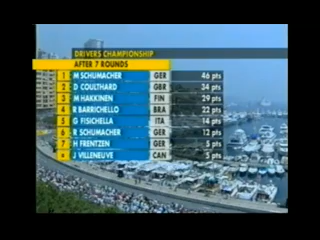 DRIVERS CHAMPIONSHIP
AFTER 7 ROUNDS
1 M SCHUMACHER GER 46 pts
2 D COULTHARD GBR 34 pts
3 M HAKKINEN FIN 29 pts
4 R BARRICHELLO BRA 22 pts
5 G FISICHELLA ITA 14 pts
6 R SCHUMACHER GER 12 pts
7 H FRENTZEN GER 5 pts
= J VILLENEUVE CAN 5 pts